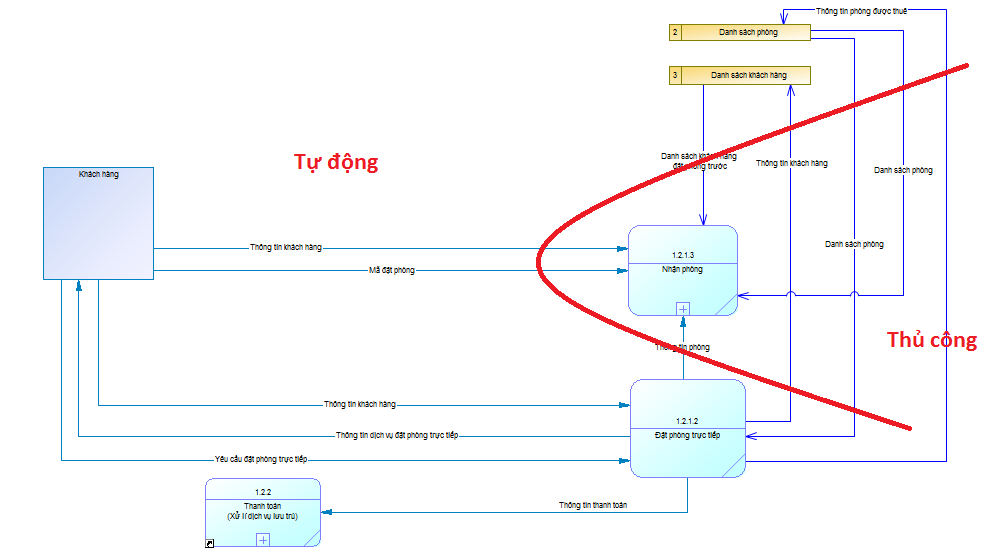 Thông tin phòng được thuê
2 Danh sách phòng
3 Danh sách khách hàng
Tự động
Danh sách khách hàng
đặt phòng trước
Thông tin khách hàng
Danh sách phòng
Khách hàng
Thông tin khách hàng
Danh sách phòng
1.2.1.3
Mã đặt phòng
Nhận phòng
Thủ công
Thông tin phòng
Thông tin khách hàng
1.2.1.2
Thông tin dịch vụ đặt phòng trực tiếp
Đặt phòng trực tiếp
Yêu cầu đặt phòng trực tiếp
1.2.2
Thanh toán
(Xử lí dịch vụ lưu trú)
Thông tin thanh toán